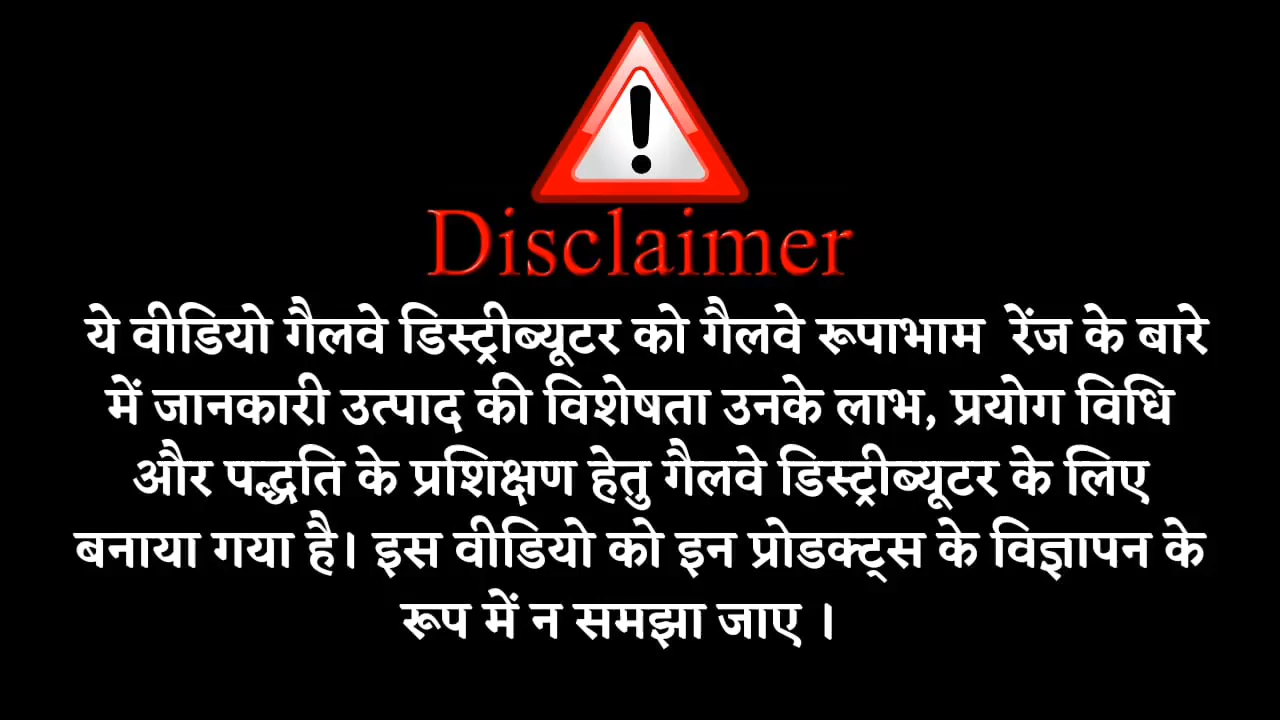 Disclaimer
ये वीडियो गैलवे डिस्ट्रीब्यूटर को गैलवे रूपाभाम रेंज के बारे
में जानकारी उत्पाद की विशेषता उनके लाभ, प्रयोग विधि
और पद्धति के प्रशिक्षण हेतु गैलवे डिस्ट्रीब्यूटर के लिए
बनाया गया है। इस वीडियो को इन प्रोडक्ट्स के विज्ञापन के
रूप में न समझा जाए ।